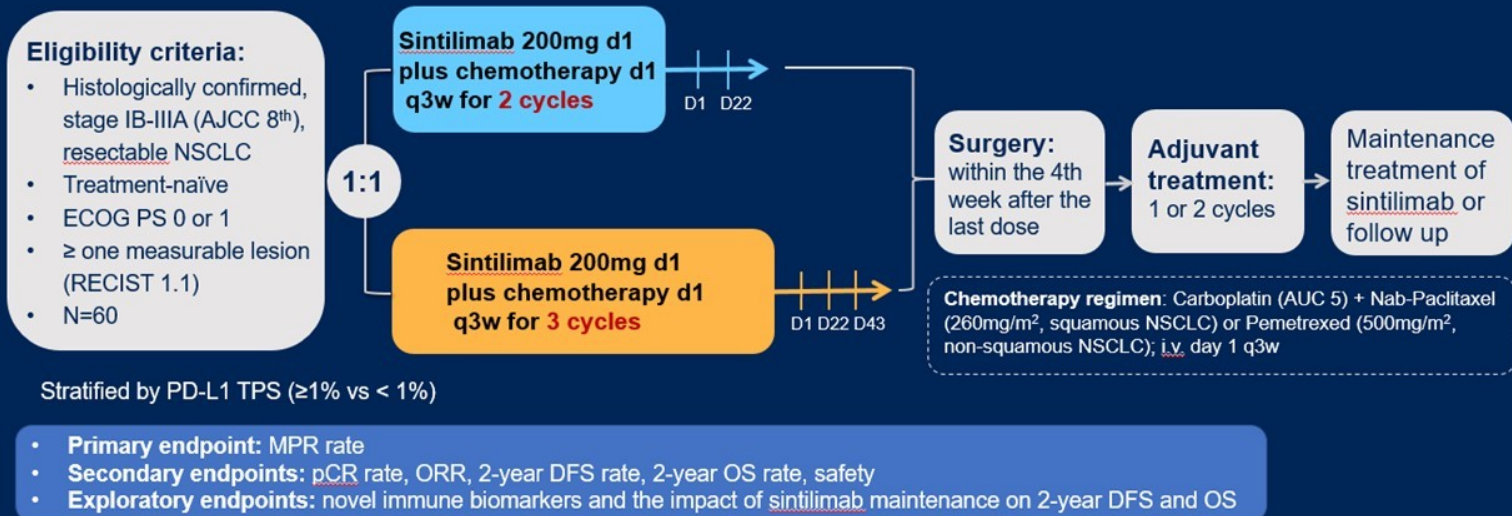 Eligibility criteria:
• Histologically confirmed,
stage IB-IIIA (AJCC 8th),
resectable NSCLC
• Treatment-naïve
• ECOG PS 0 or 1
• ≥ one measurable lesion
(RECIST 1.1)
• N=60
1:1
Sintilimab 200mg d1
plus chemotherapy d1
q3w for 2 cycles
D1 D22
Sintilimab 200mg d1
plus chemotherapy d1
q3w for 3 cycles
D1 D22 D43
Surgery:
within the 4th
week after the
last dose
Adjuvant
treatment:
1 or 2 cycles
Maintenance
treatment of
sintilimab or
follow up
Chemotherapy regimen: Carboplatin (AUC 5) + Nab-Paclitaxel
(260mg/m², squamous NSCLC) or Pemetrexed (500mg/m²,
non-squamous NSCLC); i.v. day 1 q3w
Stratified by PD-L1 TPS (≥1% vs < 1%)
• Primary endpoint: MPR rate
• Secondary endpoints: pCR rate, ORR, 2-year DFS rate, 2-year OS rate, safety
• Exploratory endpoints: novel immune biomarkers and the impact of sintilimab maintenance on 2-year DFS and OS